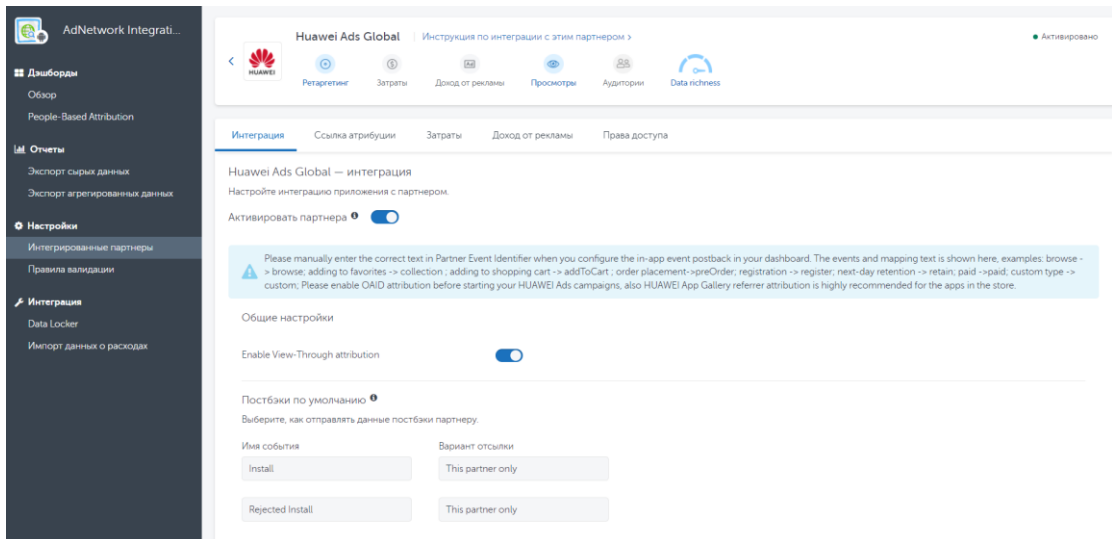 AdNetwork Integrati...
Дэшборды
Обзор
People-Based Attribution
Отчеты
Экспорт сырых данных
Экспорт агрегированных данных
Настройки
Интегрированные партнеры
Правила валидации
Интеграция
Data Locker
Импорт данных о расходах
HUAWEI
Huawei Ads Global
Инструкция по интеграции с этим партнером >
Активировано
Ретаргетинг
Затраты
Доход от рекламы
Просмотры
Аудитории
Data richness
Интеграция
Ссылка атрибуции
Затраты
Доход от рекламы
Права доступа
Huawei Ads Global — интеграция
Настройте интеграцию приложения с партнером.
Активировать партнера
Please manually enter the correct text in Partner Event Identifier when you configure the in-app event postback in your dashboard. The events and mapping text is shown here, examples: browse -
> browse; adding to favorites -> collection ; adding to shopping cart -> addToCart ; order placement->preOrder; registration -> register; next-day retention -> retain; paid ->paid; custom type ->
custom; Please enable OAID attribution before starting your HUAWEI Ads campaigns, also HUAWEI App Gallery referrer attribution is highly recommended for the apps in the store.
Общие настройки
Enable View-Through attribution
Постбэки по умолчанию
Выберите, как отправлять данные постбэки партнеру.
Имя события
Вариант отсылки
Install
This partner only
Rejected Install
This partner only